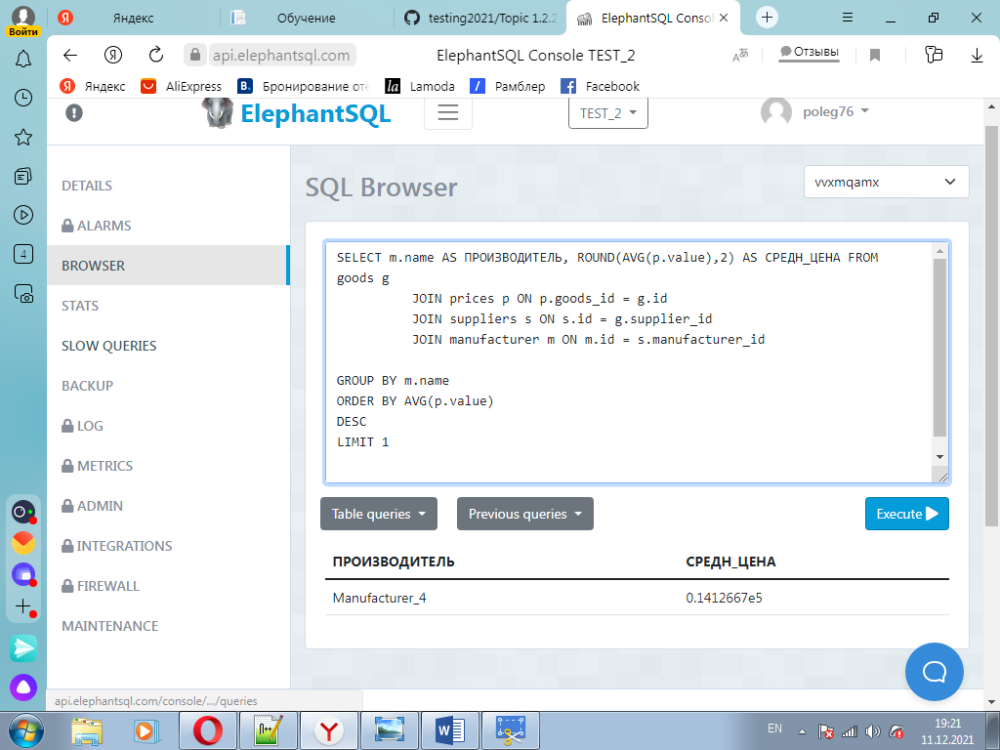 Войти
Яндекс
Обучение
testing2021/Topic 1.2.2
ElephantSQL Consol
api.elephantsql.com
ElephantSQL Console TEST_2
Отзывы
Яндекс
AliExpress
B.
Бронирование оте
la
Lamoda
Рамблер
Facebook
ElephantSQL
TEST_2
poleg76
4
DETAILS
ALARMS
BROWSER
STATS
SLOW QUERIES
BACKUP
LOG
METRICS
ADMIN
INTEGRATIONS
FIREWALL
MAINTENANCE
SQL Browser
vvxmqamx
SELECT m.name AS ПРОИЗВОДИТЕЛЬ, ROUND(AVG(p.value),2) AS СРЕДН_ЦЕНА FROM
goods g
JOIN prices p ON p.goods_id = g.id
JOIN suppliers s ON s.id = g.supplier_id
JOIN manufacturer m ON m.id = s.manufacturer_id
GROUP BY m.name
ORDER BY AVG(p.value)
DESC
LIMIT 1
Table queries
Previous queries
Execute
ПРОИЗВОДИТЕЛЬ СРЕДН_ЦЕНА
Manufacturer_4 0.1412667e5
api.elephantsql.com/console/.../queries
EN
19:21
11.12.2021